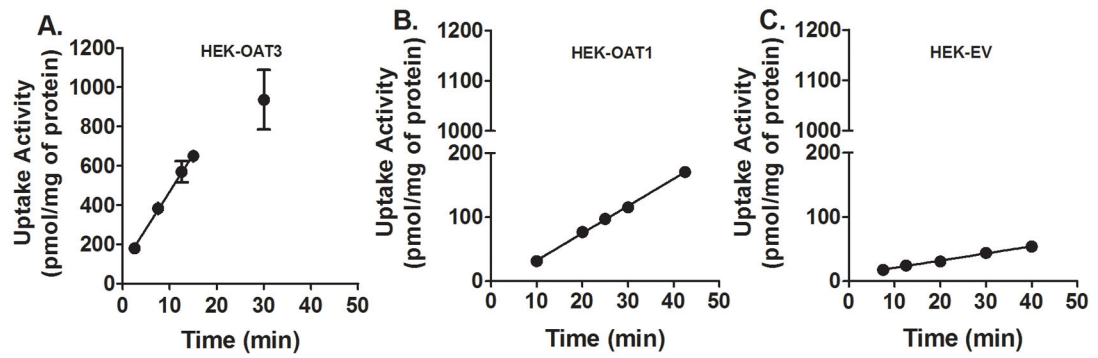 A.
HEK-OAT3
Uptake Activity
(pmol/mg of protein)
1200
1000
800
600
400
200
0
0 10 20 30 40 50
Time (min)
B.
HEK-OAT1
Uptake Activity
(pmol/mg of protein)
1200
1100
1000
200
100
0
0 10 20 30 40 50
Time (min)
C.
HEK-EV
Uptake Activity
(pmol/mg of protein)
1200
1100
1000
200
100
0
0 10 20 30 40 50
Time (min)